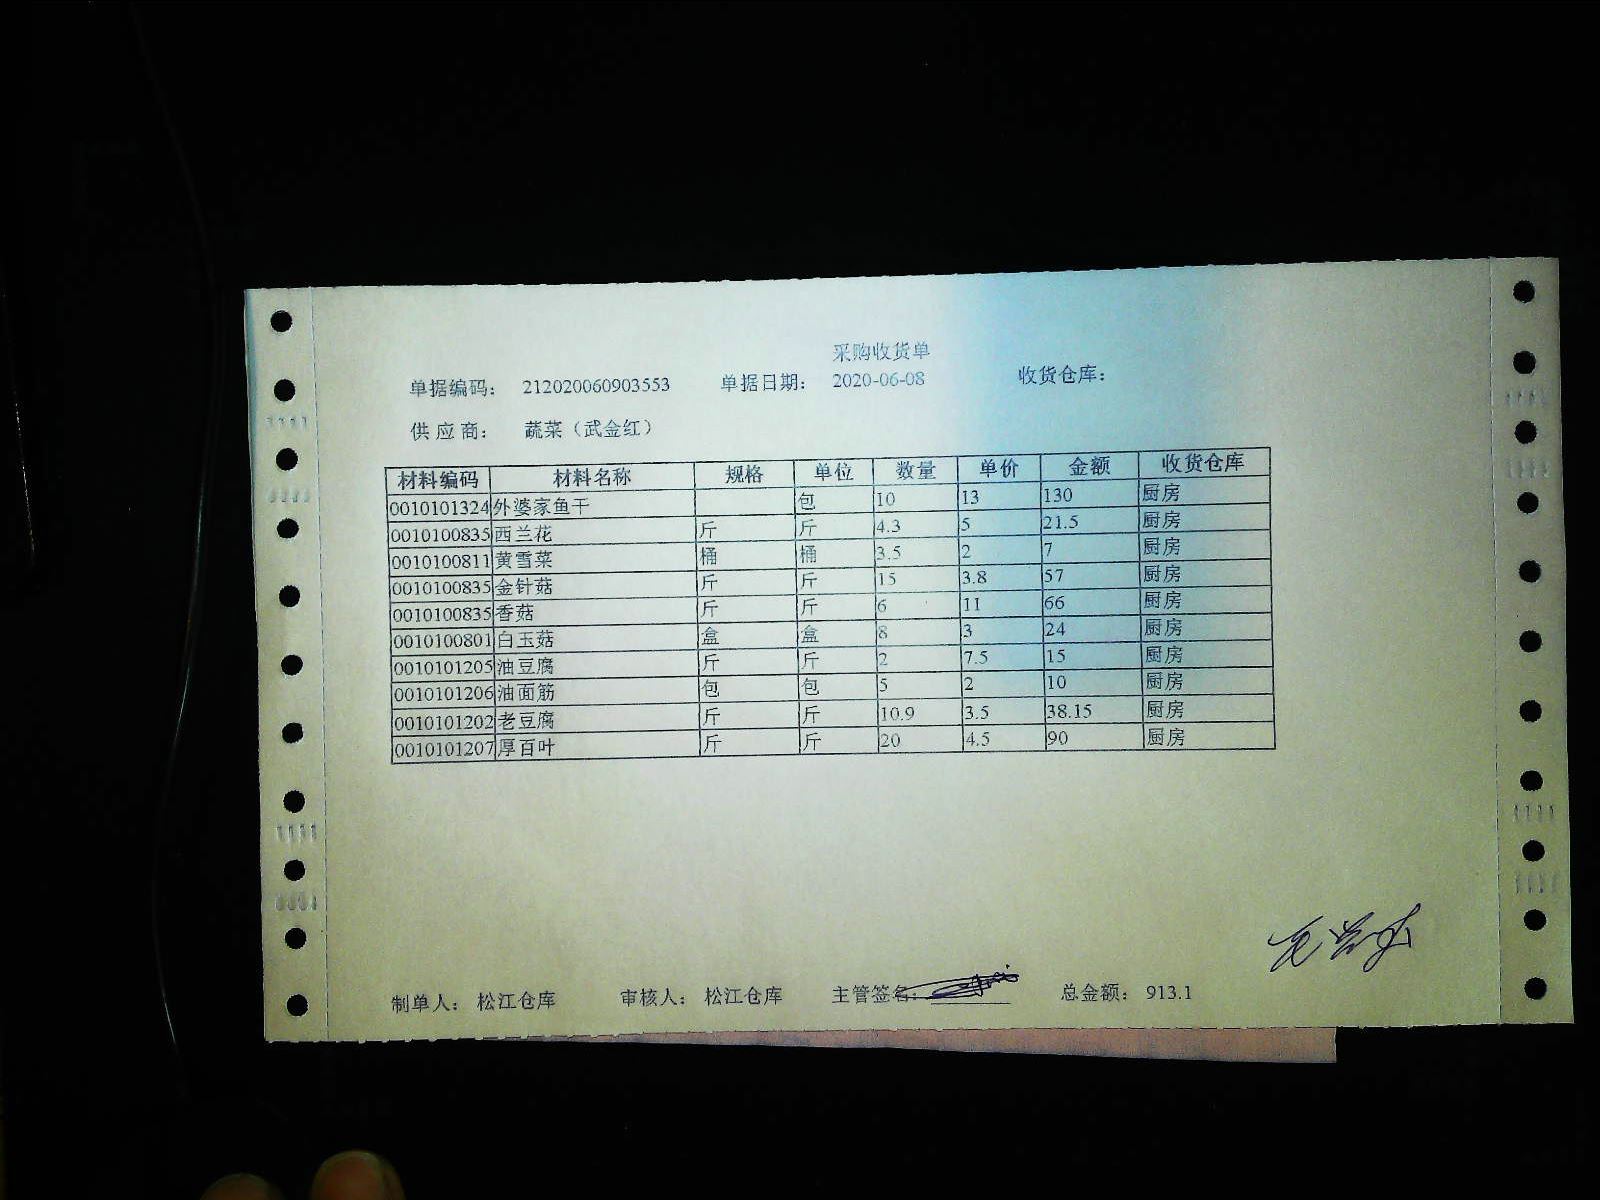 采购收货单
单据编码： 212020060903553 单据日期： 2020-06-08 收货仓库：
供应商： 蔬菜（武金红）
材料编码 材料名称 规格 单位 数量 单价 金额 收货仓库
0010101324 外婆家鱼干 包 10 13 130 厨房
0010100835 西兰花 斤 斤 4.3 5 21.5 厨房
0010100811 黄雪菜 桶 桶 3.5 2 7 厨房
0010100835 金针菇 斤 斤 15 3.8 57 厨房
0010100835 香菇 斤 斤 6 11 66 厨房
0010100801 白玉菇 盒 盒 8 3 24 厨房
0010101205 油豆腐 斤 斤 2 7.5 15 厨房
0010101206 油面筋 包 包 5 2 10 厨房
0010101202 老豆腐 斤 斤 10.9 3.5 38.15 厨房
0010101207 厚百叶 斤 斤 20 4.5 90 厨房
制单人： 松江仓库 审核人： 松江仓库 主管签名： 总金额： 913.1